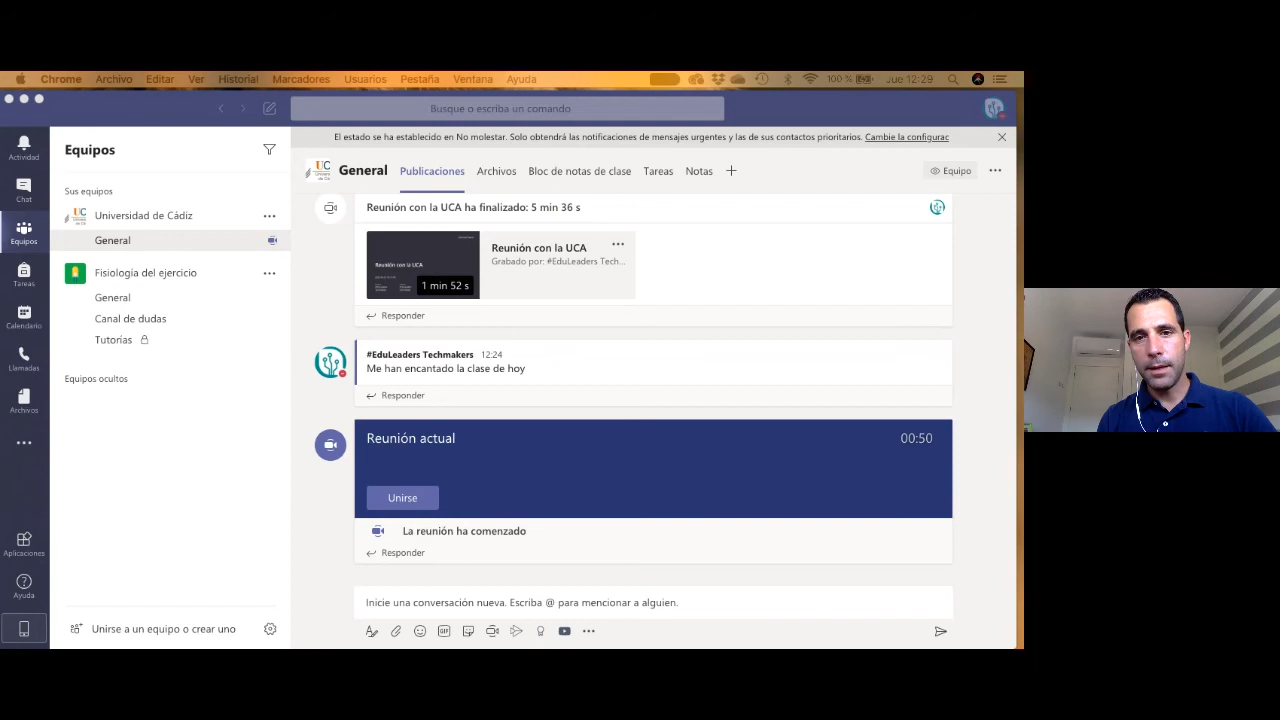 Chrome Archivo Editar Ver Historial Marcadores Usuarios Pestaña Ventana Ayuda
100 %
Jue 12:29
Busque o escriba un comando
El estado se ha establecido en No molestar. Solo obtendrá las notificaciones de mensajes urgentes y las de sus contactos prioritarios. Cambie la configurac
Actividad
Chat
Equipos
Tareas
Calendario
Llamadas
Archivos
Aplicaciones
Ayuda
Equipos
Sus equipos
Universidad de Cádiz
General
Fisiología del ejercicio
General
Canal de dudas
Tutorías
Equipos ocultos
Unirse a un equipo o crear uno
UC
General Publicaciones Archivos Bloc de notas de clase Tareas Notas
Equipo
Reunión con la UCA ha finalizado: 5 min 36 s
Reunión con la UCA
1 min 52 s
Reunión con la UCA
Grabado por: #EduLeaders Tech...
Responder
#EduLeaders Techmakers 12:24
Me han encantado la clase de hoy
Responder
Reunión actual 00:50
Unirse
La reunión ha comenzado
Responder
Inicie una conversación nueva. Escriba @ para mencionar a alguien.
GIF